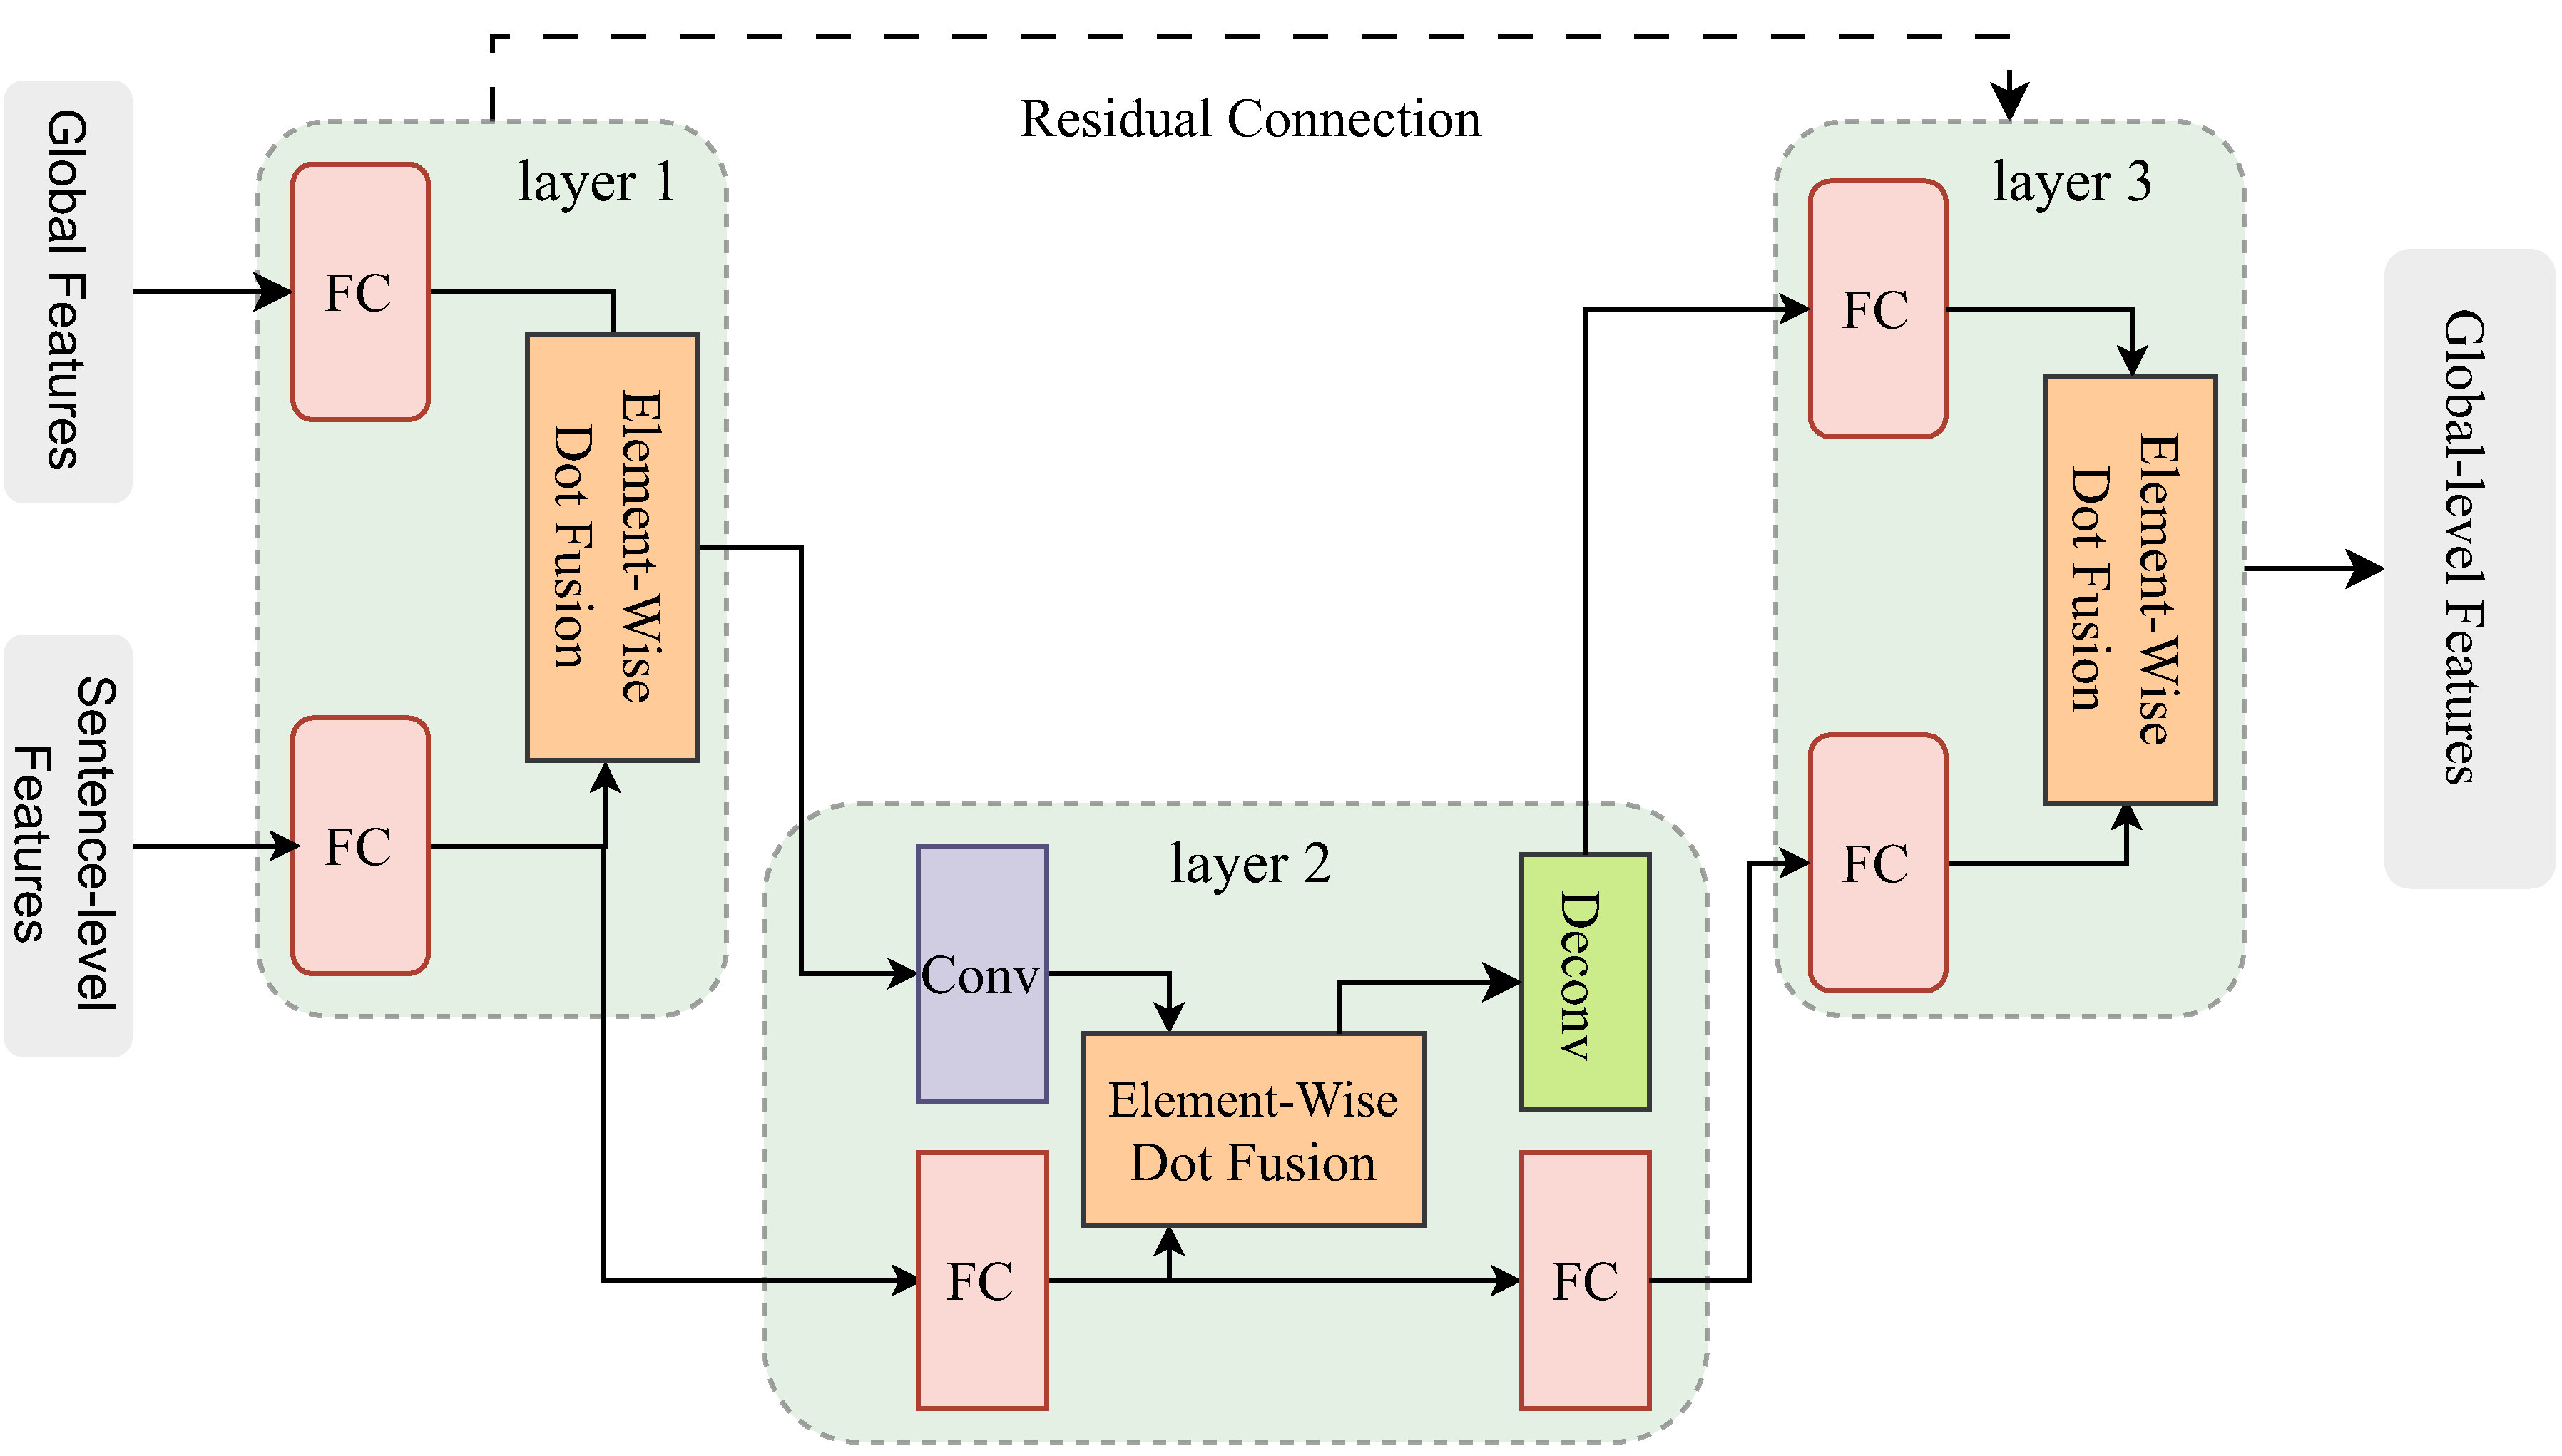 Residual Connection
Global Features
Sentence-level
Features
layer 1
FC
FC
Element-Wise
Dot Fusion
layer 2
Conv
Element-Wise
Dot Fusion
Deconv
FC
FC
layer 3
FC
FC
Element-Wise
Dot Fusion
Global-level Features